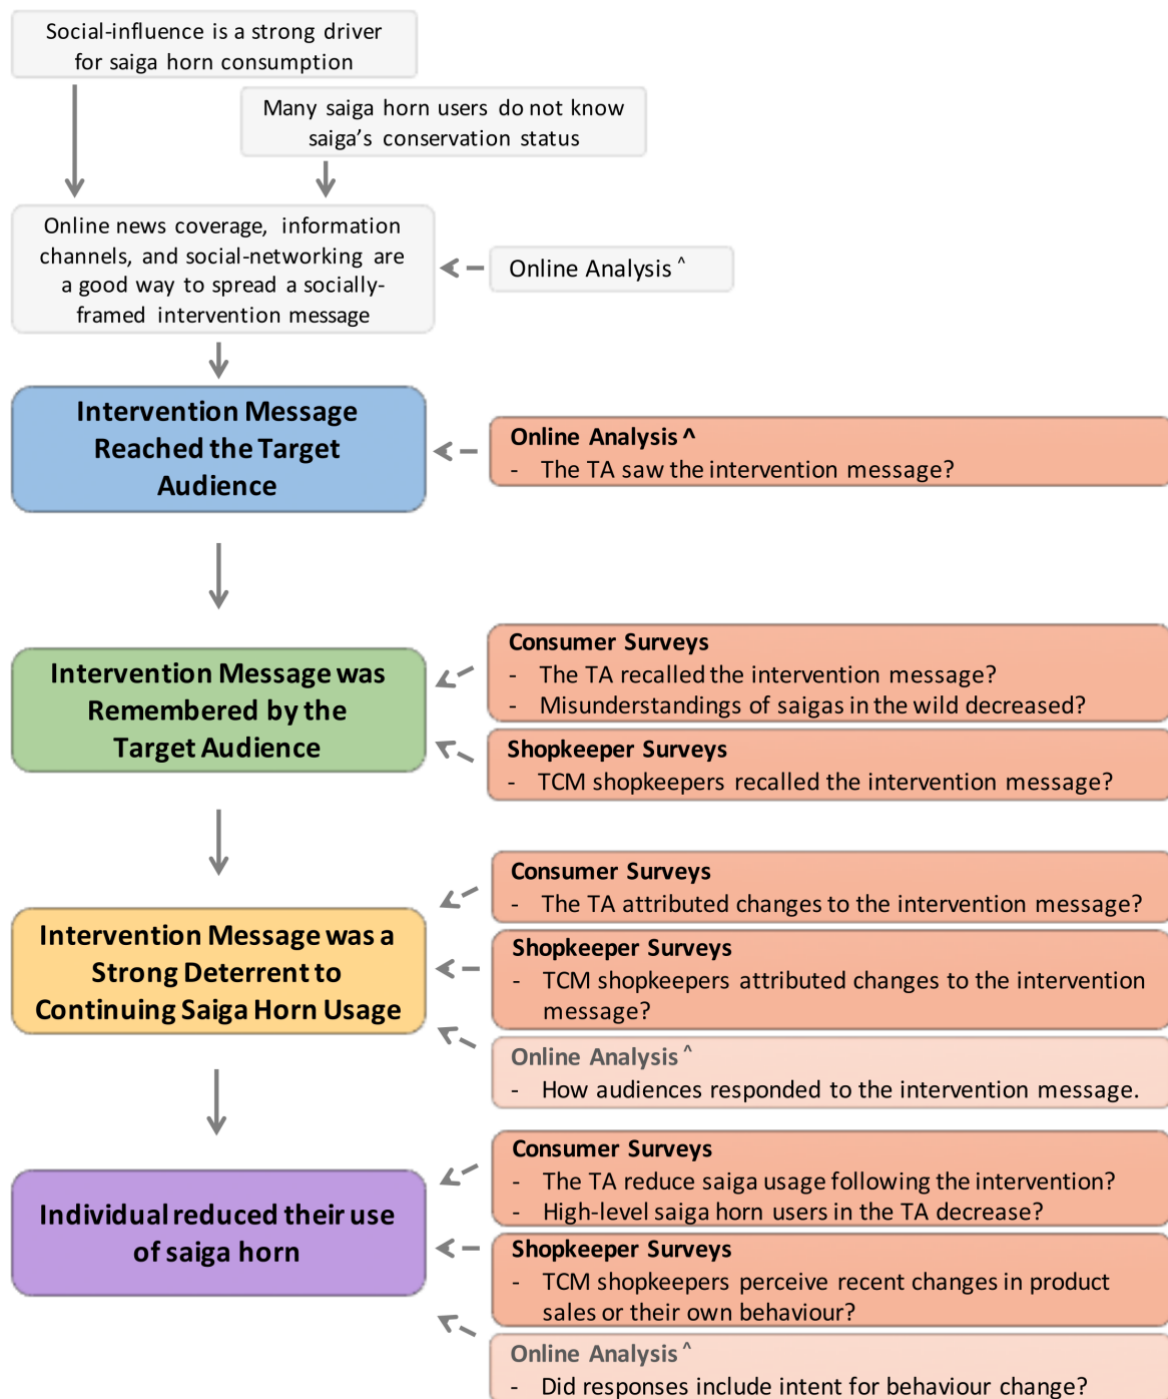 Social-influence is a strong driver
for saiga horn consumption
Many saiga horn users do not know
saiga's conservation status
Online news coverage, information
channels, and social-networking are
a good way to spread a socially-
framed intervention message
Online Analysis ^
Intervention Message
Reached the Target
Audience
Online Analysis ^
- The TA saw the intervention message?
Intervention Message was
Remembered by the
Target Audience
Consumer Surveys
- The TA recalled the intervention message?
- Misunderstandings of saigas in the wild decreased?
Shopkeeper Surveys
- TCM shopkeepers recalled the intervention message?
Intervention Message was a
Strong Deterrent to
Continuing Saiga Horn Usage
Consumer Surveys
- The TA attributed changes to the intervention message?
Shopkeeper Surveys
- TCM shopkeepers attributed changes to the intervention
message?
Online Analysis ^
- How audiences responded to the intervention message.
Individual reduced their use
of saiga horn
Consumer Surveys
- The TA reduce saiga usage following the intervention?
- High-level saiga horn users in the TA decrease?
Shopkeeper Surveys
- TCM shopkeepers perceive recent changes in product
sales or their own behaviour?
Online Analysis ^
- Did responses include intent for behaviour change?